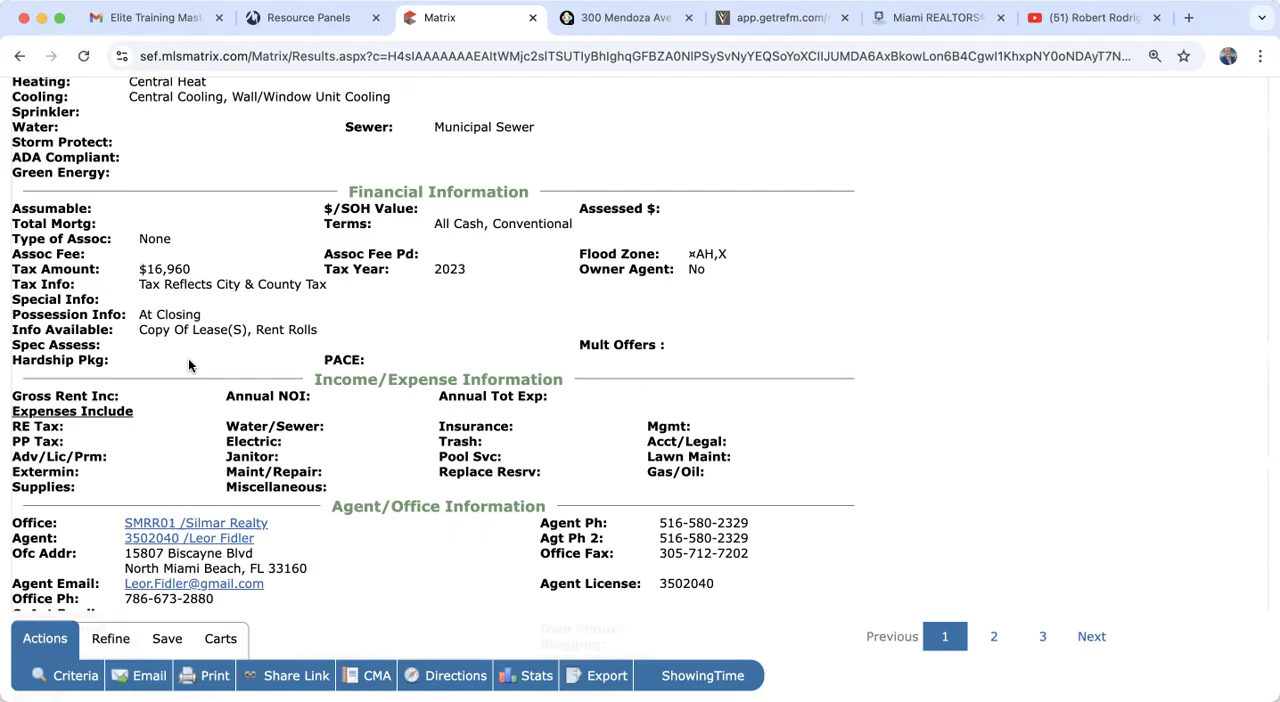 Elite Training Mast
Resource Panels
Matrix
300 Mendoza Ave
app.getrefm.com/
Miami REALTORS®
(51) Robert Rodrig
sef.mlsmatrix.com/Matrix/Results.aspx?c=
Heating: Central Heat
Cooling: Central Cooling, Wall/Window Unit Cooling
Sprinkler:
Water: Sewer: Municipal Sewer
Storm Protect:
ADA Compliant:
Green Energy:
Financial Information
Assumable: $/SOH Value: Assessed $:
Total Mortg: Terms: All Cash, Conventional
Type of Assoc: None
Assoc Fee: Assoc Fee Pd: Flood Zone: ¤AH,X
Tax Amount: $16,960 Tax Year: 2023 Owner Agent: No
Tax Info: Tax Reflects City & County Tax
Special Info:
Possession Info: At Closing
Info Available: Copy Of Lease(S), Rent Rolls
Spec Assess: Mult Offers :
Hardship Pkg: PACE:
Income/Expense Information
Gross Rent Inc: Annual NOI: Annual Tot Exp:
Expenses Include
RE Tax: Water/Sewer: Insurance: Mgmt:
PP Tax: Electric: Trash: Acct/Legal:
Adv/Lic/Prm: Janitor: Pool Svc: Lawn Maint:
Extermin: Maint/Repair: Replace Resrv: Gas/Oil:
Supplies: Miscellaneous:
Agent/Office Information
Office: SMRR01 /Silmar Realty Agent Ph: 516-580-2329
Agent: 3502040 /Leor Fidler Agt Ph 2: 516-580-2329
Ofc Addr: 15807 Biscayne Blvd Office Fax: 305-712-7202
North Miami Beach, FL 33160
Agent Email: Leor.Fidler@gmail.com Agent License: 3502040
Office Ph: 786-673-2880
Own Phone:
Blogging:
Actions Refine Save Carts Previous 1 2 3 Next
Criteria Email Print Share Link CMA Directions Stats Export ShowingTime